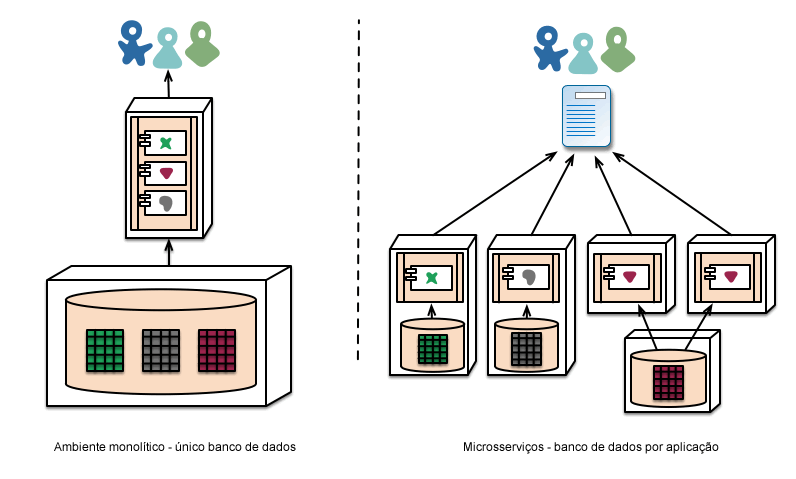 Ambiente monolítico - único banco de dados
Microsserviços - banco de dados por aplicação